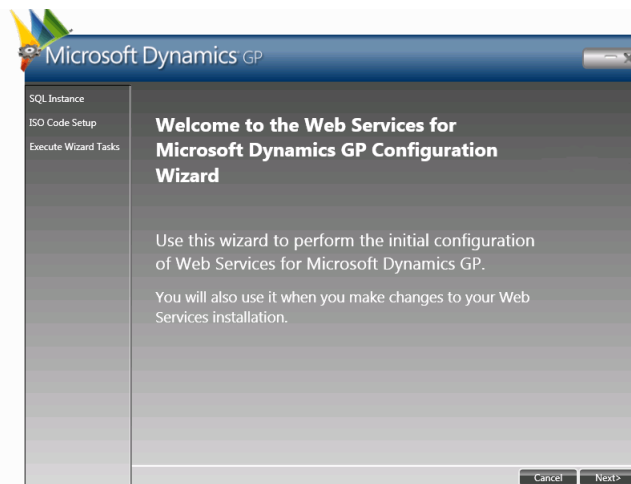 Microsoft Dynamics GP
SQL Instance
ISO Code Setup
Execute Wizard Tasks
Welcome to the Web Services for
Microsoft Dynamics GP Configuration
Wizard
Use this wizard to perform the initial configuration
of Web Services for Microsoft Dynamics GP.
You will also use it when you make changes to your Web
Services installation.
Cancel
Next>